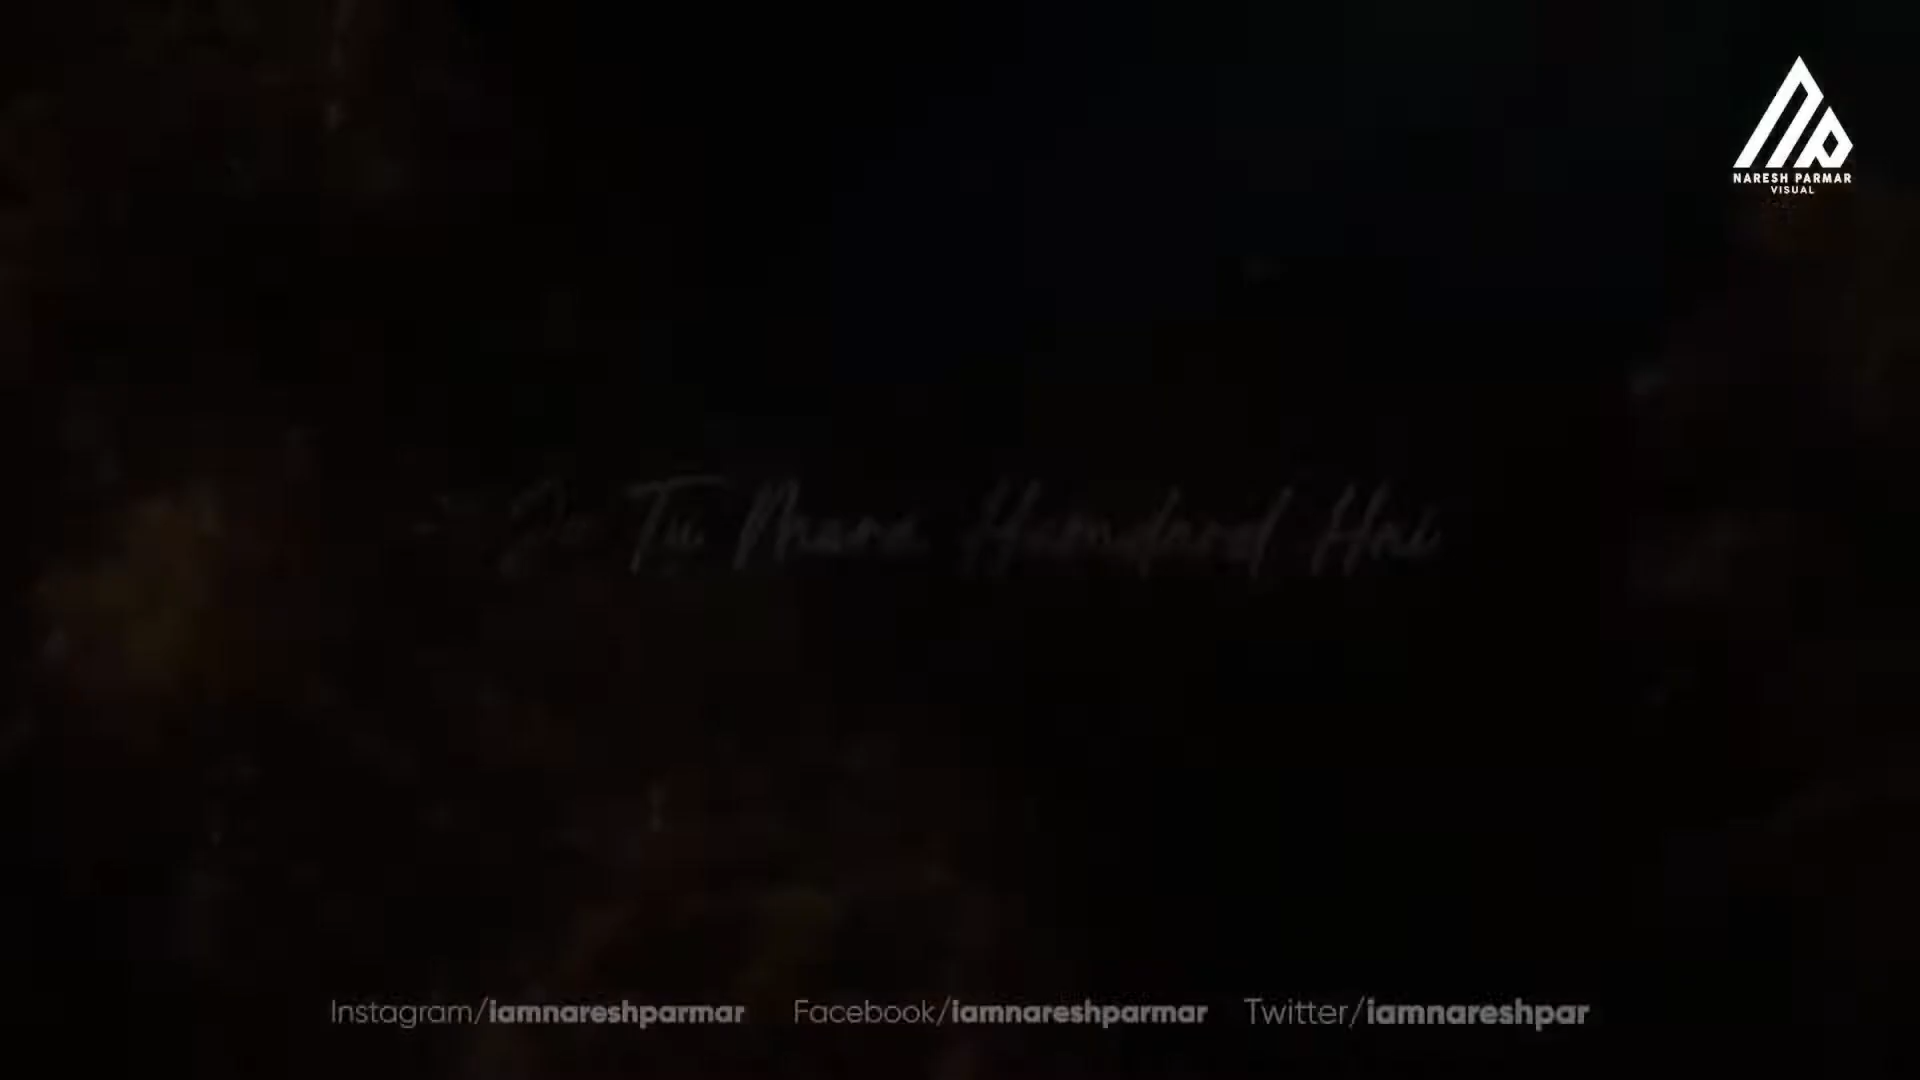 NARESH PARMAR
VISUAL
Jo Tu Mera Humdard Hai
Instagram/iamnareshparmar Facebook/iamnareshparmar Twitter/iamnareshpar